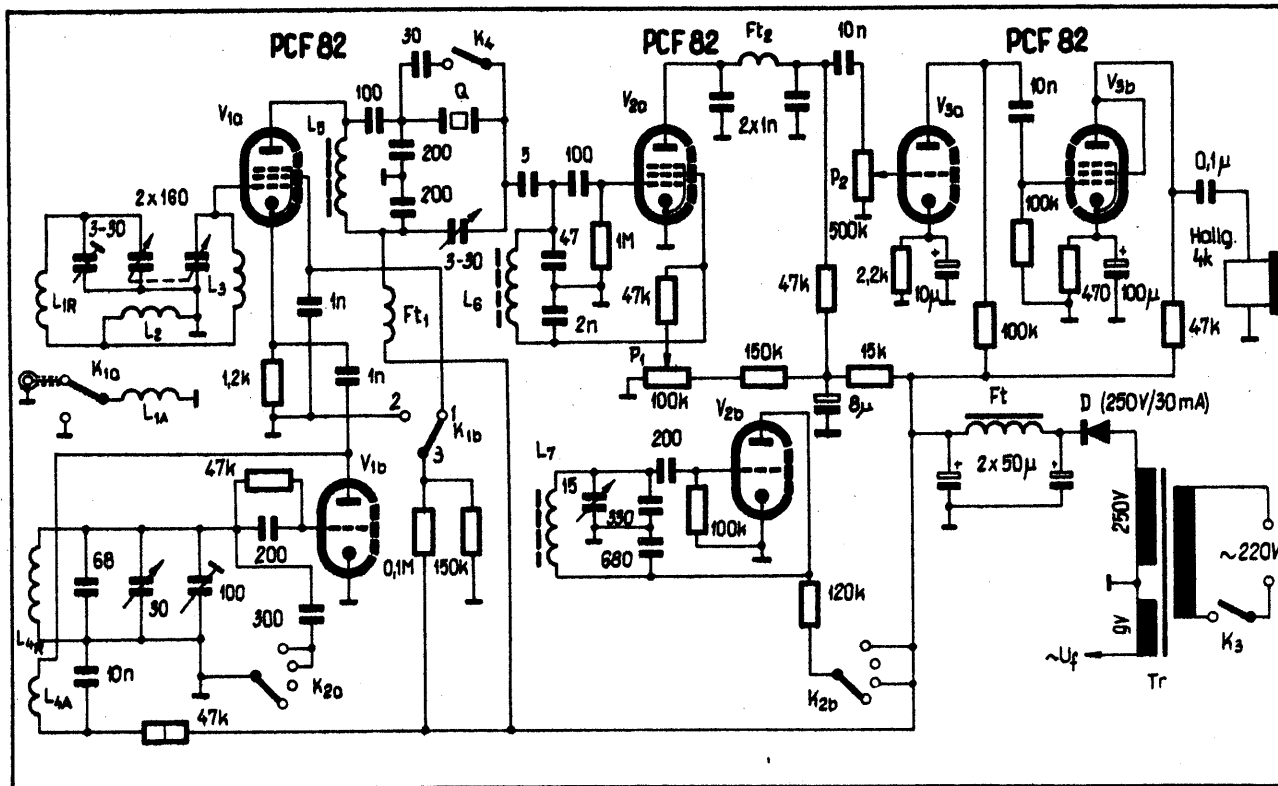 PCF 82
PCF 82
PCF 82
30
K4
Ft2
10n
V1a
100
Q
V2a
V3a
10n
V3b
L5
200
200
2x1n
5
100
P2
500k
0,1μ
2x160
3-30
L3
L1R
L2
3-30
47
1M
L6
2n
47k
47k
2,2k
10μ
100k
470
100μ
Hallg.
4k
47k
1n
Ft1
K1a
L1A
1,2k
1n
2
1
K1b
3
P1
100k
150k
15k
8μ
100k
V2b
Ft
D (250V/30mA)
2x50μ
V1b
47k
200
L7
15
200
330
680
100k
250V
~220V
68
30
100
0,1M
150k
300
120k
9V
~Uf
Tr
K3
L4R
10n
K2a
K2b
L4A
47k